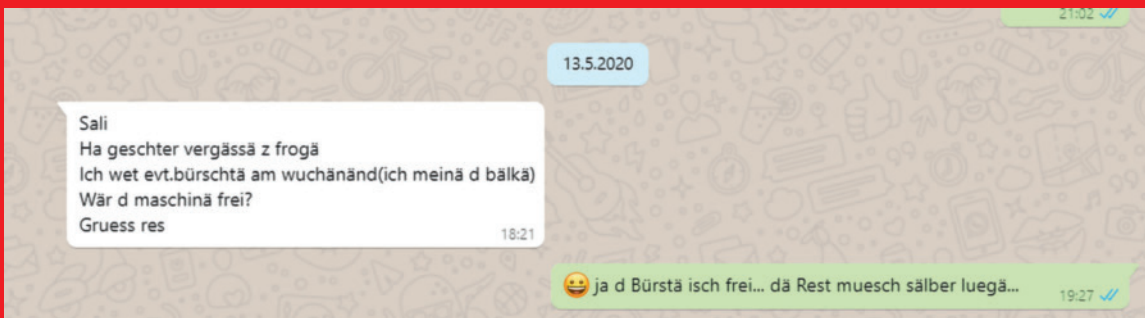 21:02
13.5.2020
Sali
Ha geschter vergässä z frogä
Ich wet evt.bürschtä am wuchänänd(ich meinä d bälkä)
Wär d maschinä frei?
Gruess res
18:21
😀 ja d Bürstä isch frei... dä Rest muesch sälber luegä...
19:27